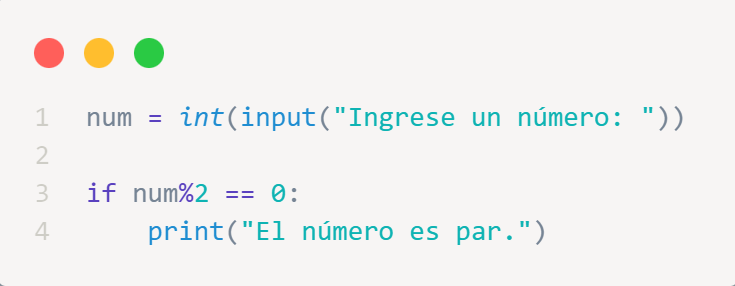 1 num = int(input("Ingrese un número: "))
2
3 if num%2 == 0:
4     print("El número es par.")